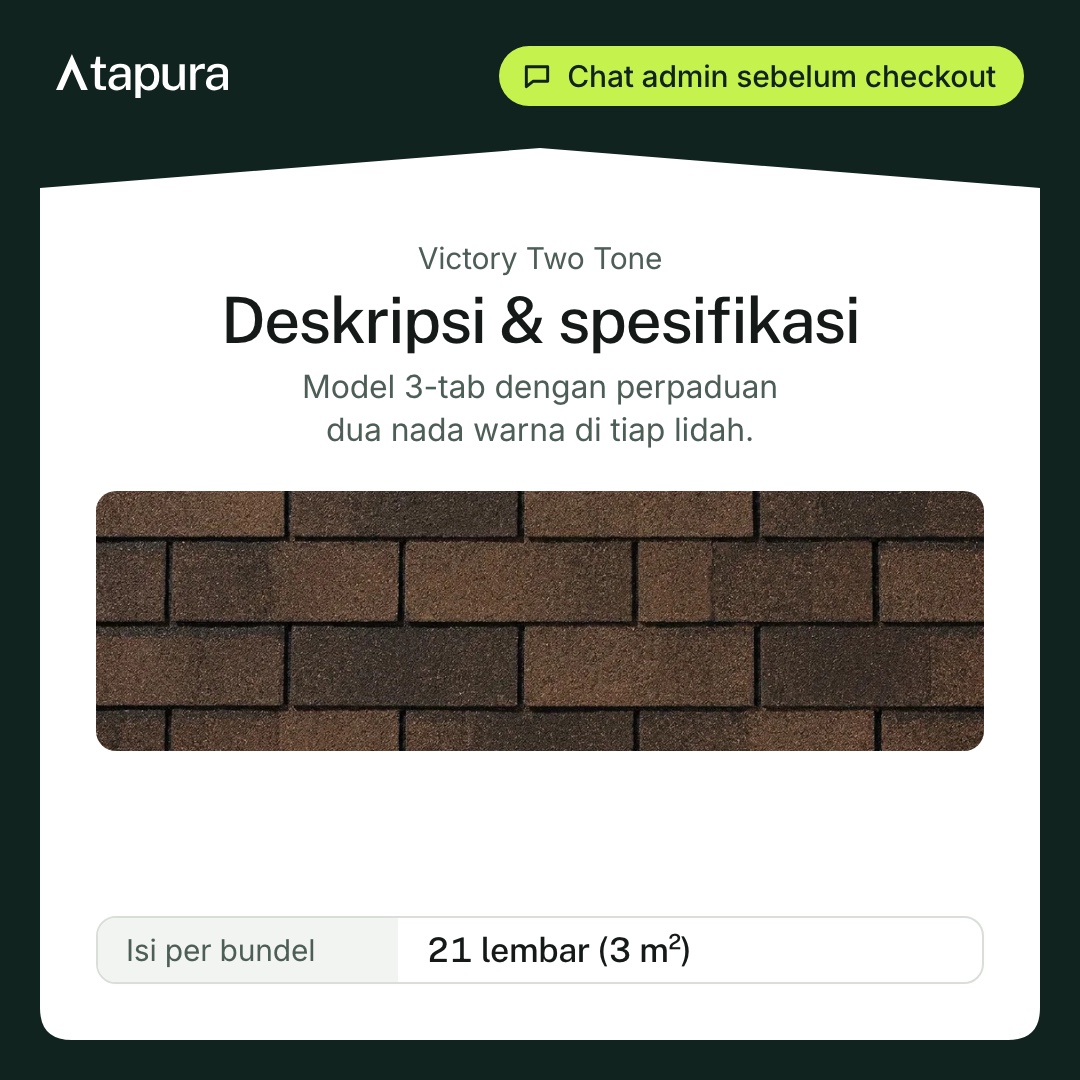 Atapura
Chat admin sebelum checkout
Victory Two Tone
Deskripsi & spesifikasi
Model 3-tab dengan perpaduan
dua nada warna di tiap lidah.
Isi per bundel
21 lembar (3 m²)